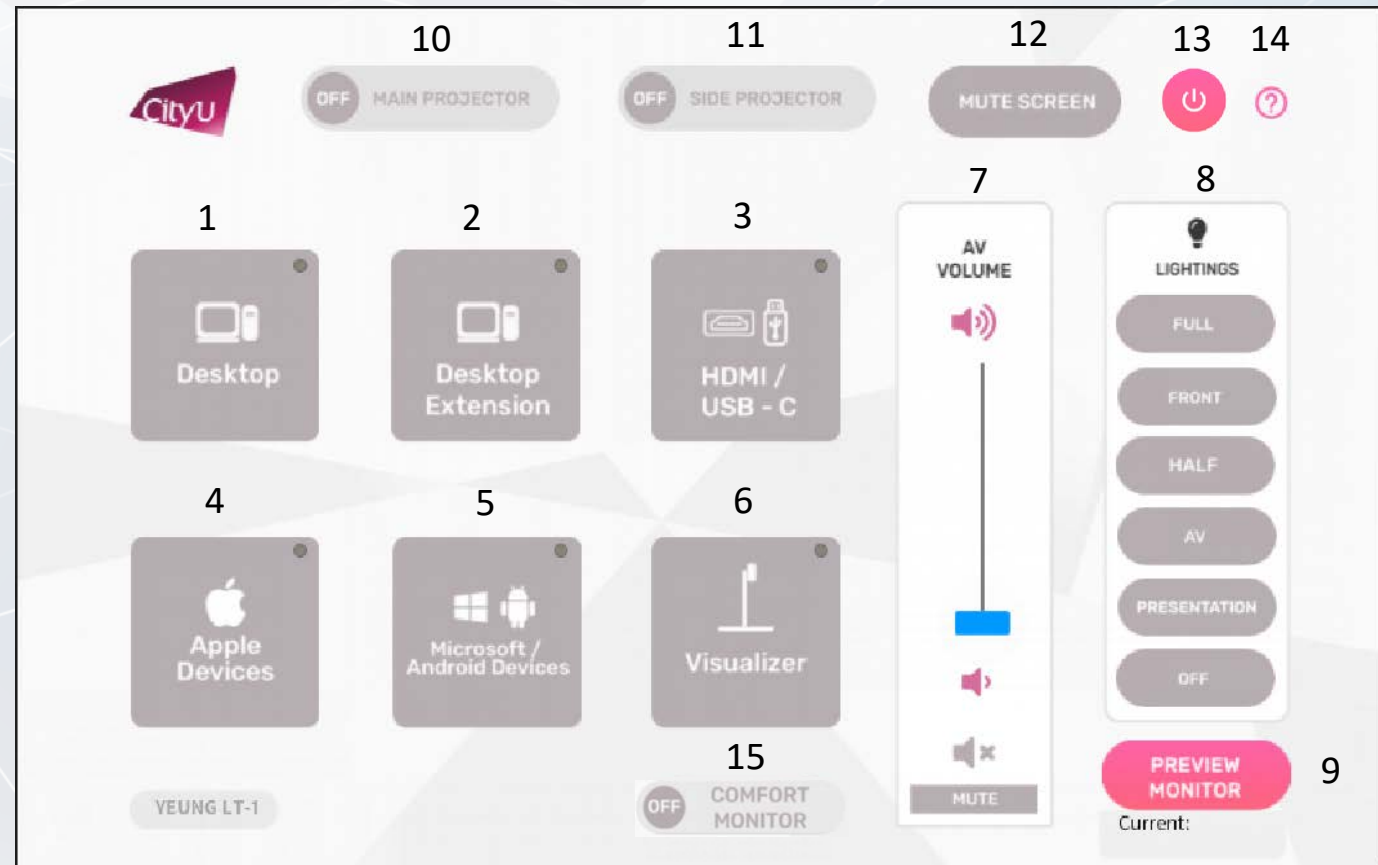 10 11 12 13 14
CityU
OFF MAIN PROJECTOR
OFF SIDE PROJECTOR
MUTE SCREEN
?
1 2 3 7 8
Desktop
Desktop
Extension
HDMI /
USB - C
AV
VOLUME
LIGHTINGS
FULL
FRONT
HALF
AV
PRESENTATION
OFF
4 5 6
Apple
Devices
Microsoft /
Android Devices
Visualizer
15
YEUNG LT-1
OFF COMFORT
MONITOR
MUTE
PREVIEW
MONITOR
9
Current: